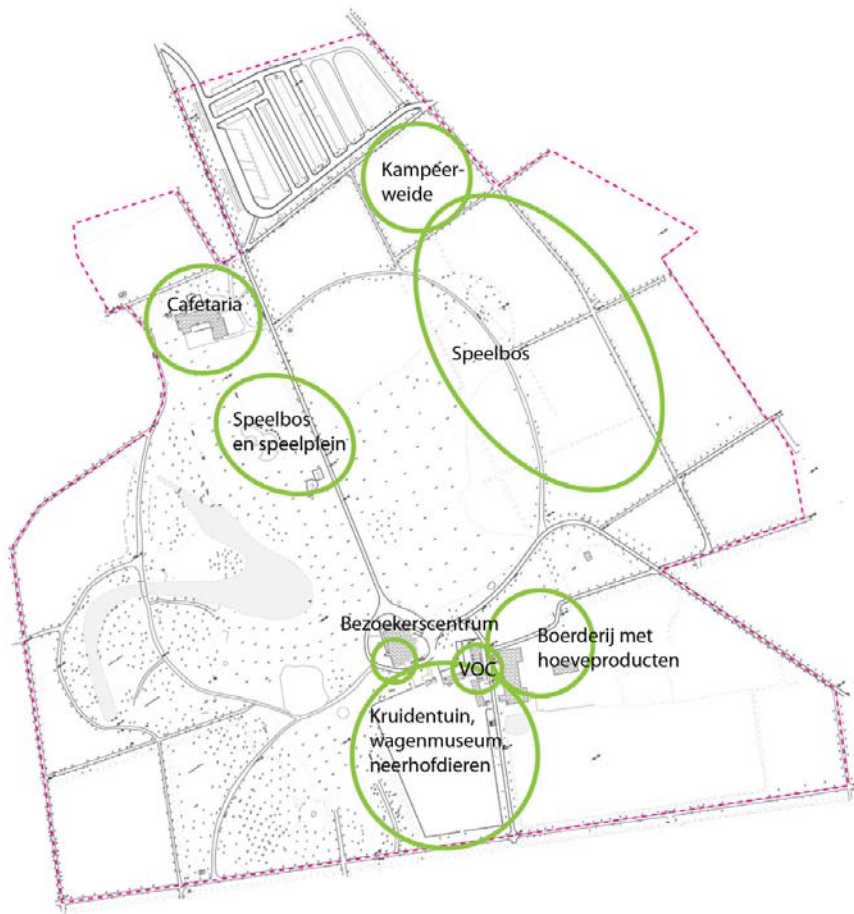 Kampeer-
weide
Cafetaria
Speelbos
Speelbos
en speelplein
Bezoekerscentrum
Boerderij met
hoeveproducten
VOC
Kruidentuin,
wagenmuseum,
neerhofdieren